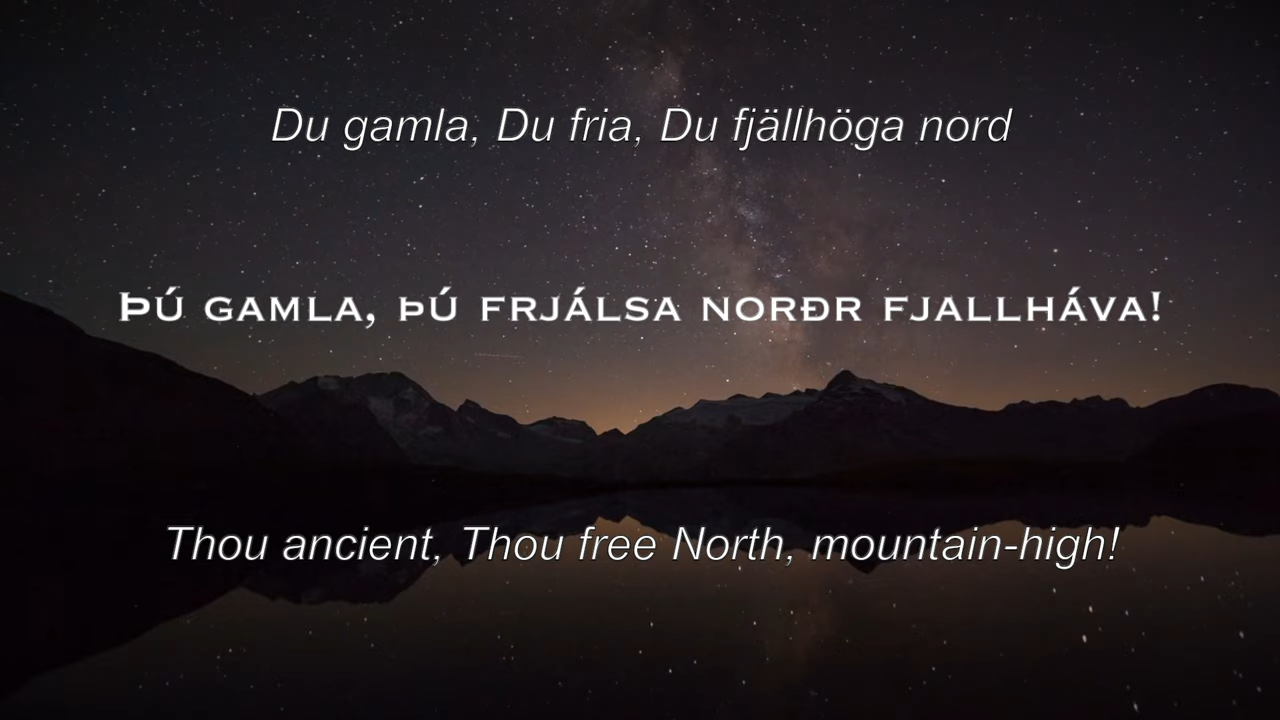 Du gamla, Du fria, Du fjällhöga nord
Þú gamla, þú frjálsa norðr fjallháva!
Thou ancient, Thou free North, mountain-high!